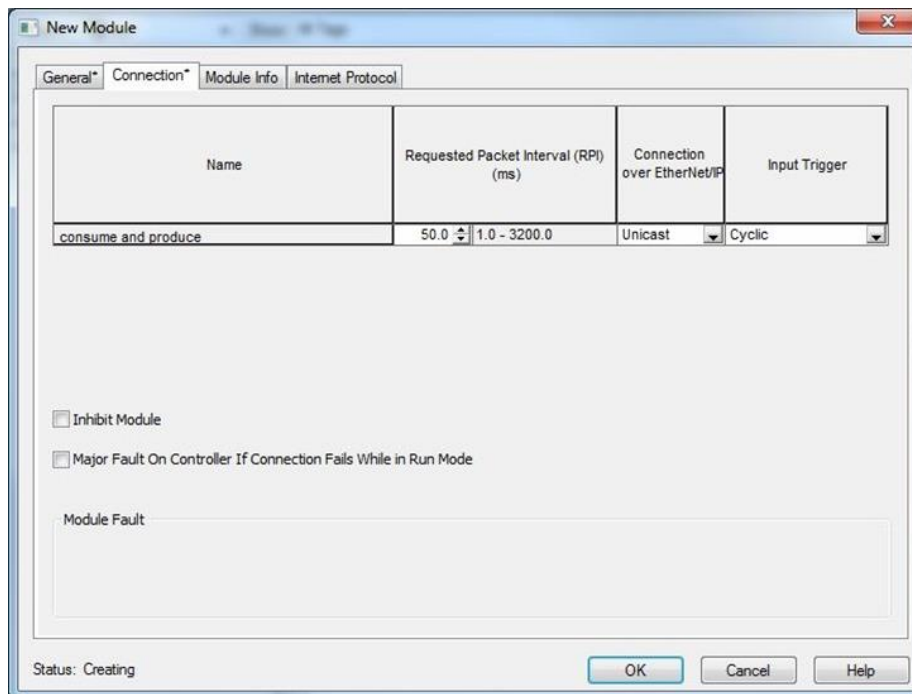 New Module
General* Connection* Module Info Internet Protocol
Name Requested Packet Interval (RPI) (ms) Connection over EtherNet/IP Input Trigger
consume and produce 50.0 1.0 - 3200.0 Unicast Cyclic
Inhibit Module
Major Fault On Controller If Connection Fails While in Run Mode
Module Fault
Status: Creating OK Cancel Help